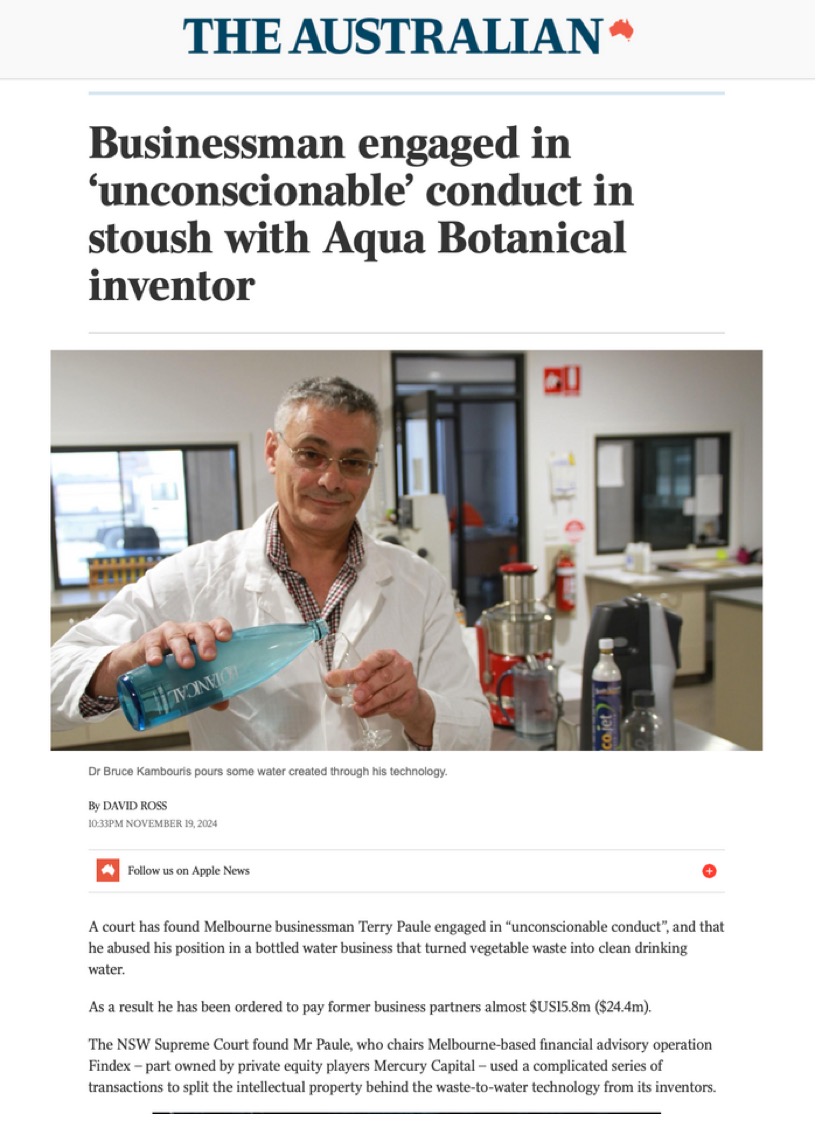 THE AUSTRALIAN
Businessman engaged in
‘unconscionable’ conduct in
stoush with Aqua Botanical
inventor
BOTANICAL
Dr Bruce Kambouris pours some water created through his technology.
By DAVID ROSS
10:33PM NOVEMBER 19, 2024
Follow us on Apple News
A court has found Melbourne businessman Terry Paule engaged in “unconscionable conduct”, and that
he abused his position in a bottled water business that turned vegetable waste into clean drinking
water.
As a result he has been ordered to pay former business partners almost $US15.8m ($24.4m).
The NSW Supreme Court found Mr Paule, who chairs Melbourne-based financial advisory operation
Findex – part owned by private equity players Mercury Capital – used a complicated series of
transactions to split the intellectual property behind the waste-to-water technology from its inventors.